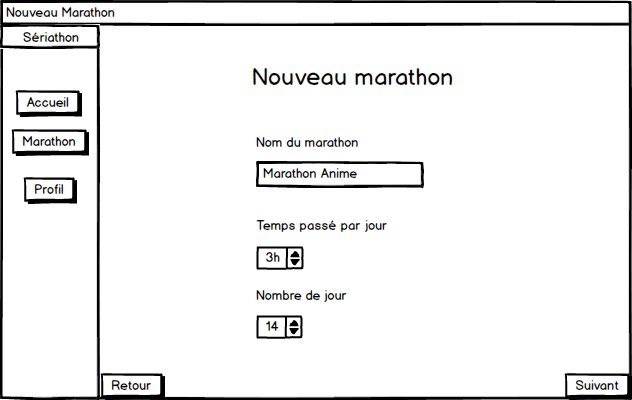 Nouveau Marathon
Sériathon
Accueil
Marathon
Profil
Nouveau marathon
Nom du marathon
Marathon Anime
Temps passé par jour
3h
Nombre de jour
14
Retour
Suivant